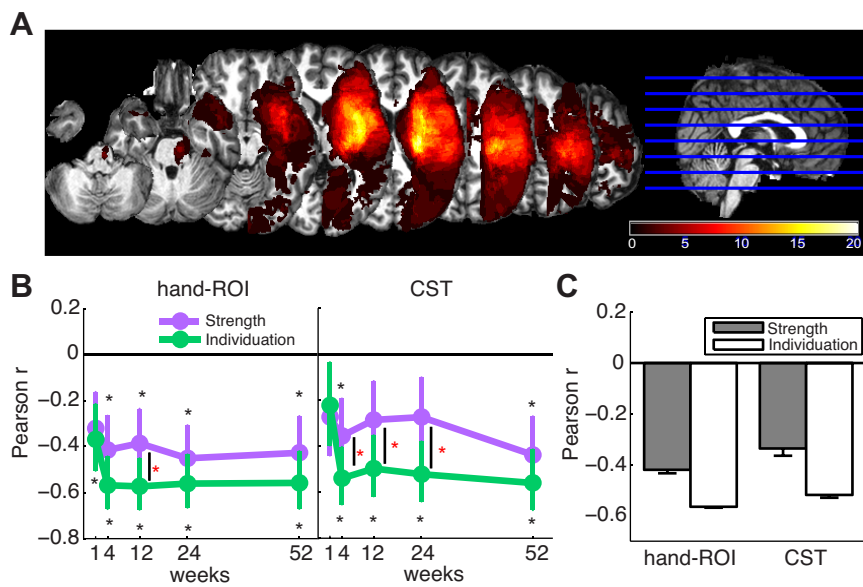 A
0 5 10 15 20
B
hand-ROI CST
Strength
Individuation
Pearson r
0.2
0
−0.2
−0.4
−0.6
−0.8
* * * * * *
* * * *
* * * * * * * *
1 4 12 24 52 1 4 12 24 52
weeks weeks
C
Strength
Individuation
Pearson r
0.2
0
−0.2
−0.4
−0.6
hand-ROI CST